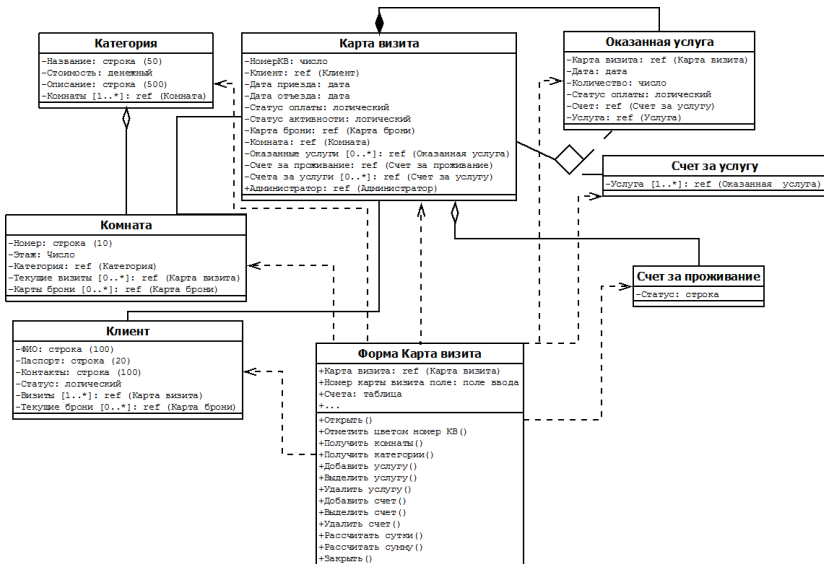 Категория
-Название: строка (50)
-Стоимость: денежный
-Описание: строка (500)
-Комнаты [1..*]: ref (Комната)
Карта визита
-НомерКВ: число
-Клиент: ref (Клиент)
-Дата приезда: дата
-Дата отъезда: дата
-Статус оплаты: логический
-Статус активности: логический
-Карта брони: ref (Карта брони)
-Комната: ref (Комната)
-Оказанные услуги [0..*]: ref (Оказанная услуга)
-Счет за проживание: ref (Счет за проживание)
-Счета за услуги [0..*]: ref (Счет за услугу)
+Администратор: ref (Администратор)
Оказанная услуга
-Карта визита: ref (Карта визита)
-Дата: дата
-Количество: число
-Статус оплаты: логический
-Счет: ref (Счет за услугу)
-Услуга: ref (Услуга)
Счет за услугу
-Услуга [1..*]: ref (Оказанная услуга)
Комната
-Номер: строка (10)
-Этаж: Число
-Категория: ref (Категория)
-Текущие визиты [0..*]: ref (Карта визита)
-Карты брони [0..*]: ref (Карта брони)
Счет за проживание
-Статус: строка
Клиент
-ФИО: строка (100)
-Паспорт: строка (20)
-Контакты: строка (100)
-Статус: логический
-Визиты [1..*]: ref (Карта визита)
-Текущие брони [0..*]: ref (Карта брони)
Форма Карта визита
+Карта визита: ref (Карта визита)
+Номер карты визита поле: поле ввода
+Счета: таблица
+...
+Открыть()
+Отметить цветом номер КВ()
+Получить комнаты()
+Получить категории()
+Добавить услугу()
+Выделить услугу()
+Удалить услугу()
+Добавить счет()
+Выделить счет()
+Удалить счет()
+Рассчитать сутки()
+Рассчитать сумму()
+Закрыть()